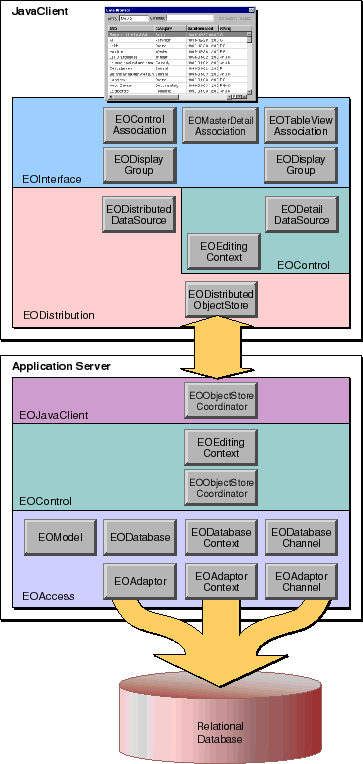 JavaClient
EOControl
Association
EOMasterDetail
Association
EOTableView
Association
EODisplay
Group
EODisplay
Group
EOInterface
EODistributed
DataSource
EODetail
DataSource
EOEditing
Context
EOControl
EODistributed
ObjectStore
EODistribution
Application Server
EOObjectStore
Coordinator
EOJavaClient
EOEditing
Context
EOObjectStore
Coordinator
EOControl
EOModel
EODatabase
EODatabase
Context
EODatabase
Channel
EOAdaptor
EOAdaptor
Context
EOAdaptor
Channel
EOAccess
Relational
Database